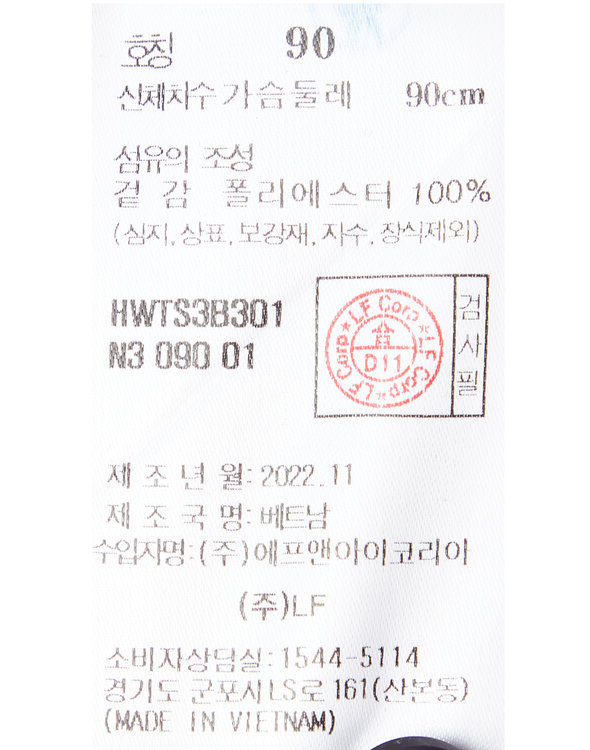 호칭 90
신체치수 가슴둘레 90cm
섬유의 조성
겉감 폴리에스터 100%
(심지,상표,보강재,자수,장식제외)
HWTS3B301
N3 090 01
LF Corp★LF Corp★LF Corp★
合
D11
검사필
제조년월:2022.11
제조국명:베트남
수입자명:(주)에프앤아이코리아
(주)LF
소비자상담실:1544-5114
경기도 군포시LS로 161(산본동)
(MADE IN VIETNAM)